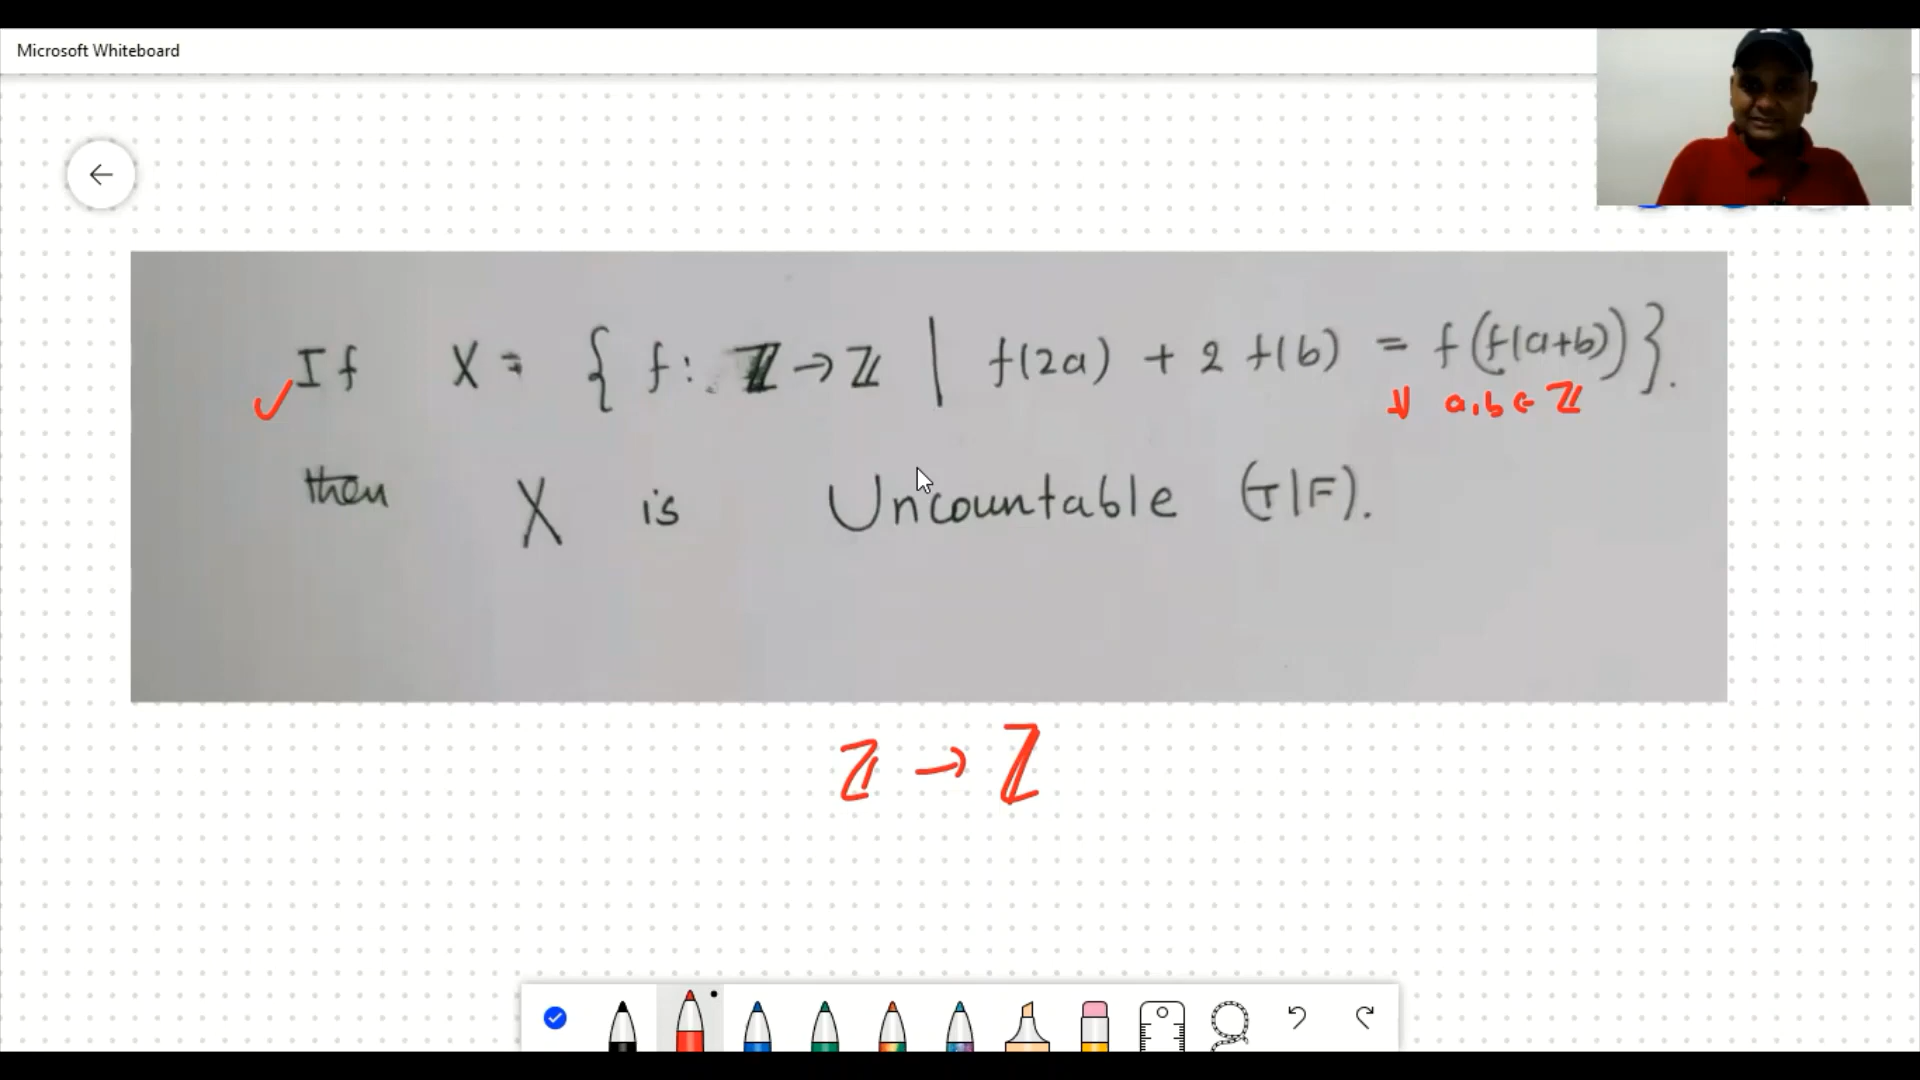 Microsoft Whiteboard
If X = { f: ℤ → ℤ | f(2a) + 2 f(b) = f(f(a+b)) }.
∀ a,b ∈ ℤ
then X is Uncountable (T|F).
ℤ → ℤ